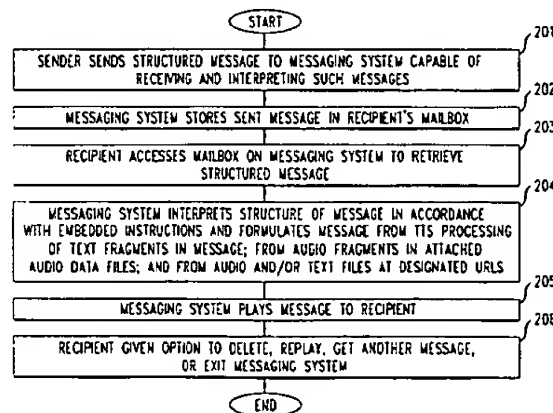 START
201
SENDER SENDS STRUCTURED MESSAGE TO MESSAGING SYSTEM CAPABLE OF
RECEIVING AND INTERPRETING SUCH MESSAGES
202
MESSAGING SYSTEM STORES SENT MESSAGE IN RECIPIENT'S MAILBOX
203
RECIPIENT ACCESSES MAILBOX ON MESSAGING SYSTEM TO RETRIEVE
STRUCTURED MESSAGE
204
MESSAGING SYSTEM INTERPRETS STRUCTURE OF MESSAGE IN ACCORDANCE
WITH EMBEDDED INSTRUCTIONS AND FORMULATES MESSAGE FROM TTS PROCESSING
OF TEXT FRAGMENTS IN MESSAGE; FROM AUDIO FRAGMENTS IN ATTACHED
AUDIO DATA FILES; AND FROM AUDIO AND/OR TEXT FILES AT DESIGNATED URLS
205
MESSAGING SYSTEM PLAYS MESSAGE TO RECIPIENT
208
RECIPIENT GIVEN OPTION TO DELETE, REPLAY, GET ANOTHER MESSAGE,
OR EXIT MESSAGING SYSTEM
END